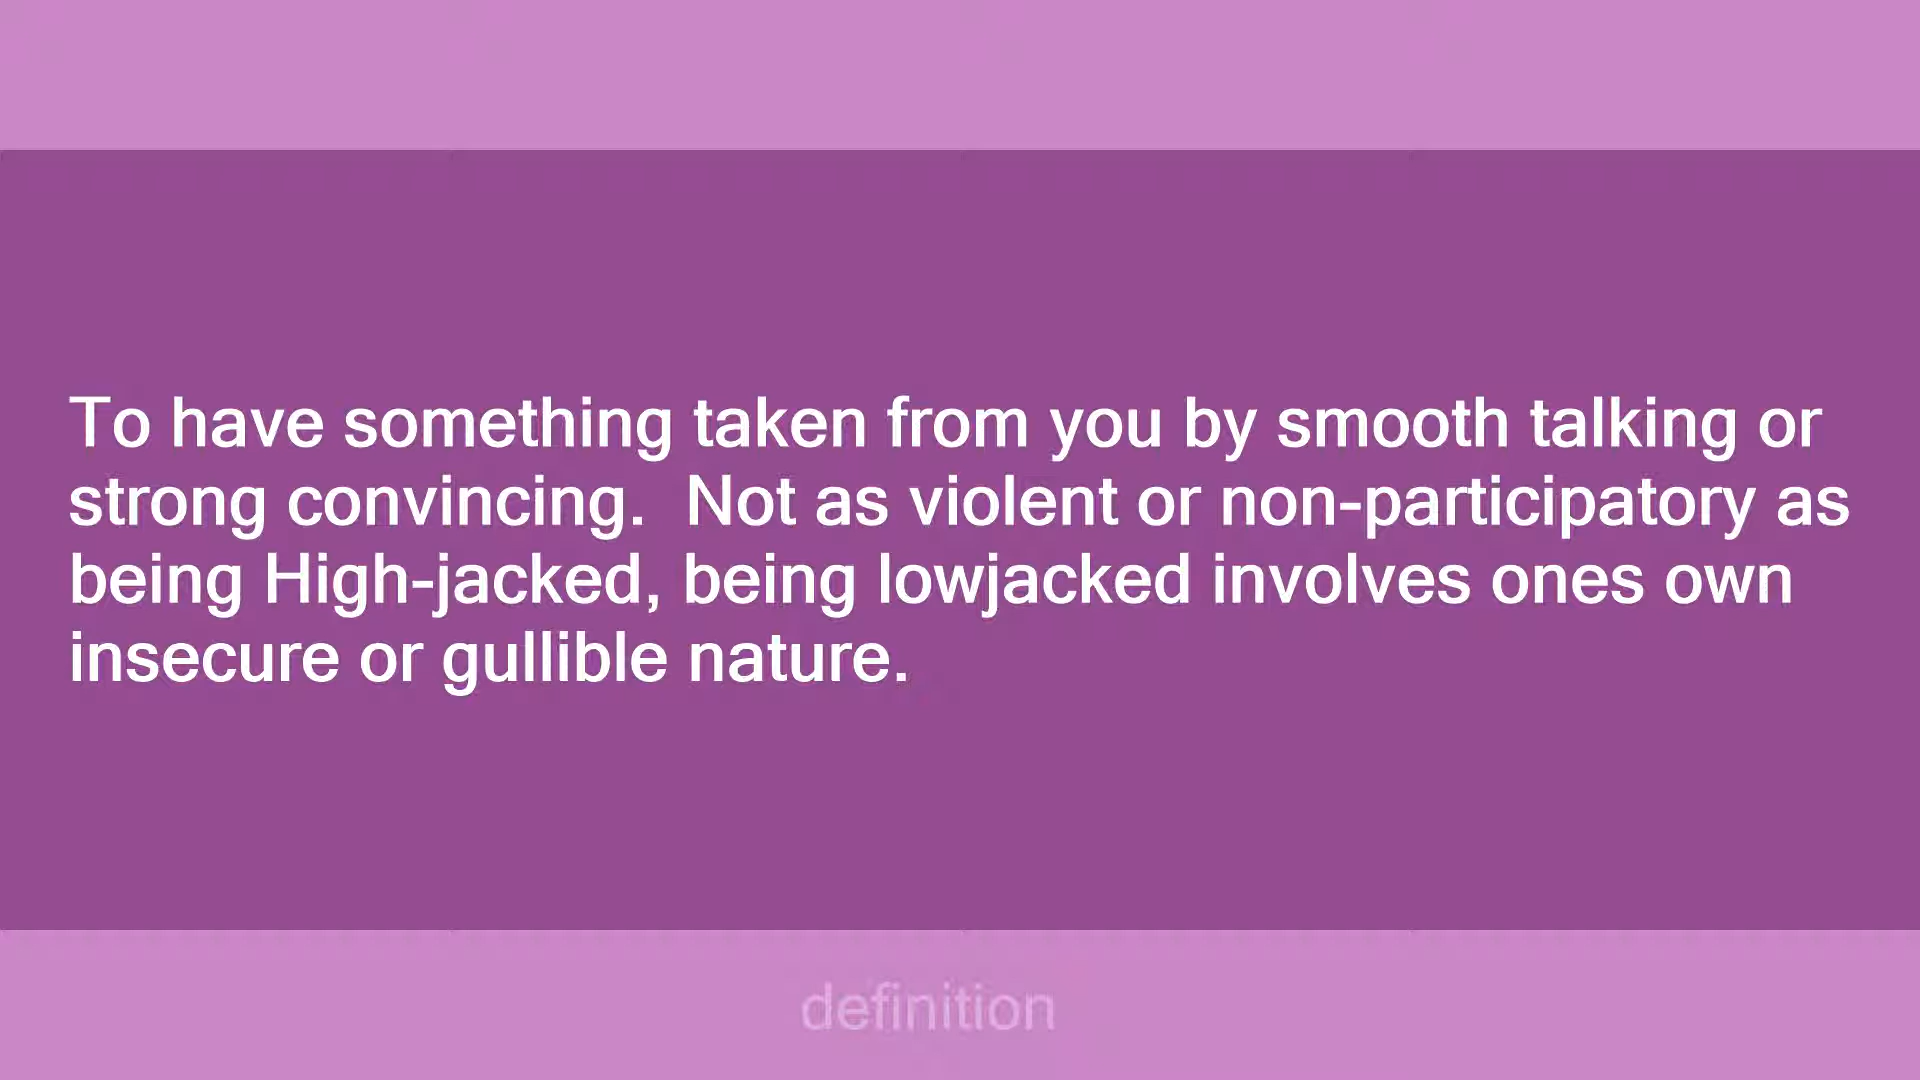 To have something taken from you by smooth talking or
strong convincing.  Not as violent or non-participatory as
being High-jacked, being lowjacked involves ones own
insecure or gullible nature.
definition